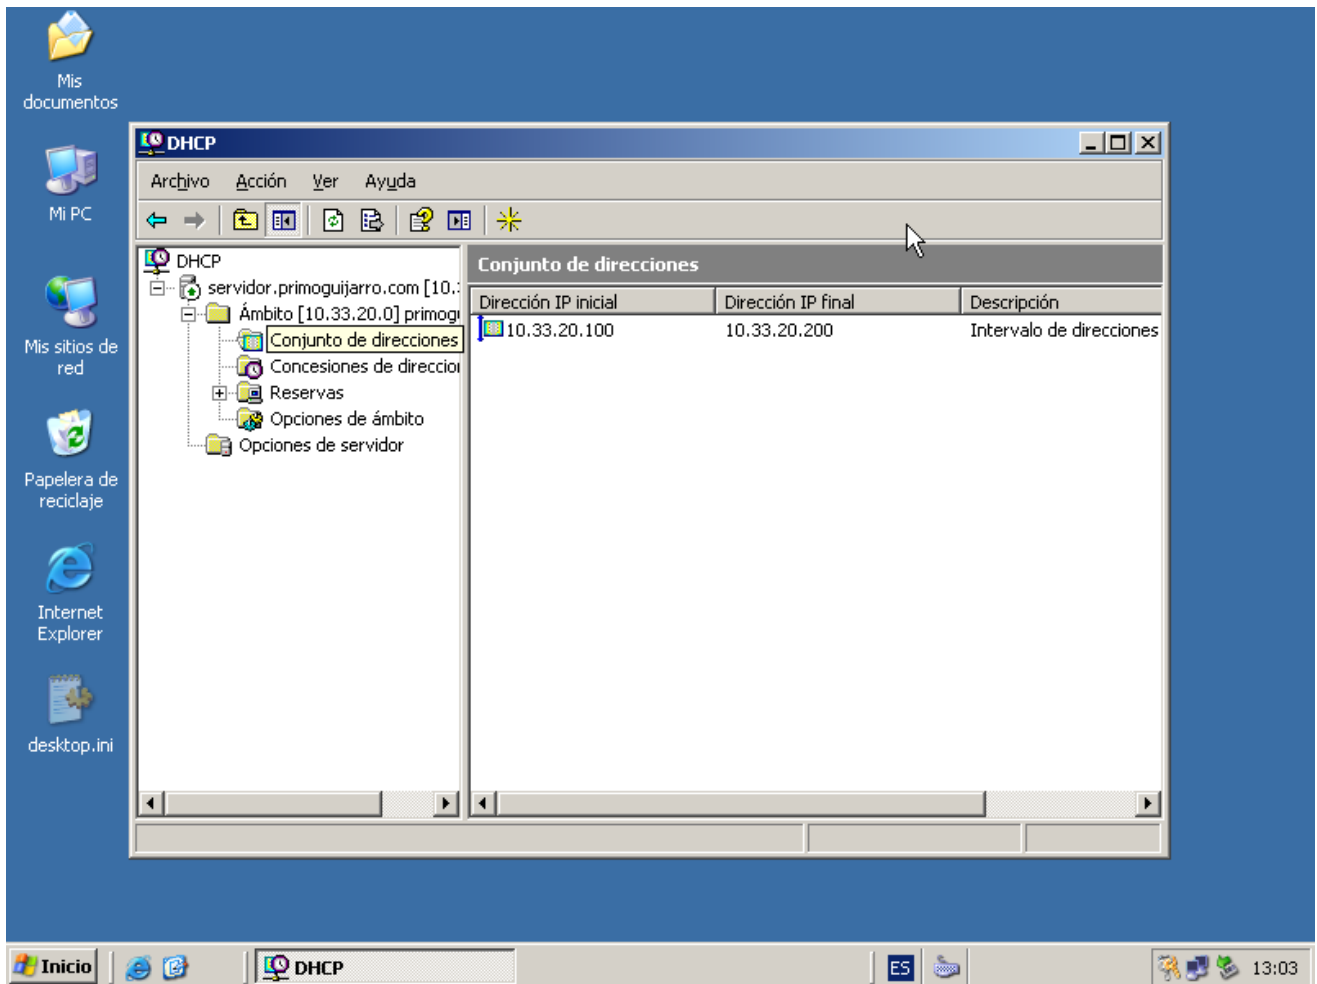 Mis
documentos
Mi PC
Mis sitios de
red
Papelera de
reciclaje
Internet
Explorer
desktop.ini
DHCP
Archivo Acción Ver Ayuda
DHCP
servidor.primoguijarro.com [10.
Ámbito [10.33.20.0] primog
Conjunto de direcciones
Concesiones de direccio
Reservas
Opciones de ámbito
Opciones de servidor
Conjunto de direcciones
Dirección IP inicial Dirección IP final Descripción
10.33.20.100 10.33.20.200 Intervalo de direcciones
Inicio DHCP ES 13:03